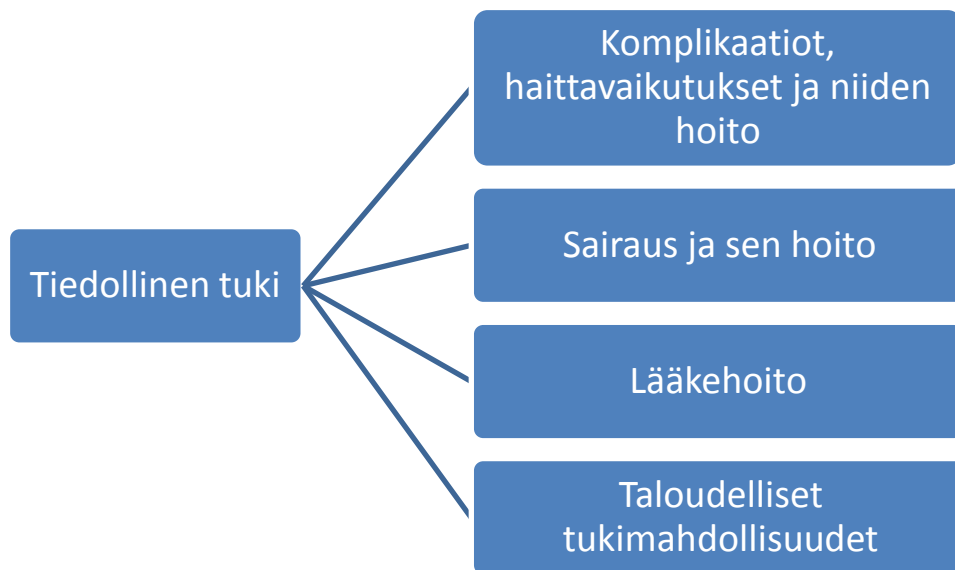 Komplikaatiot,
haittavaikutukset ja niiden
hoito
Sairaus ja sen hoito
Tiedollinen tuki
Lääkehoito
Taloudelliset
tukimahdollisuudet